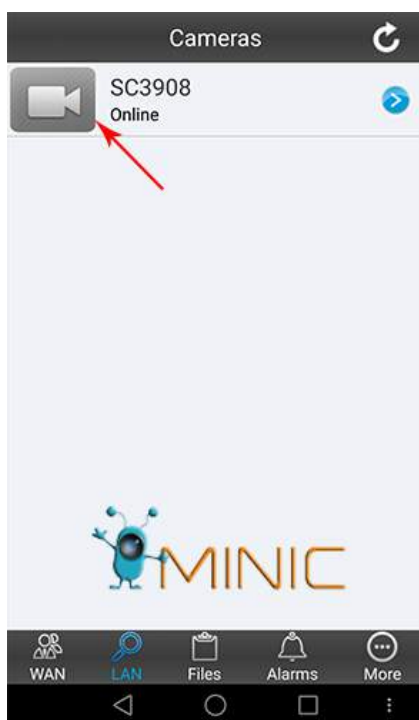 Cameras
SC3908
Online
MINIC
WAN
LAN
Files
Alarms
More